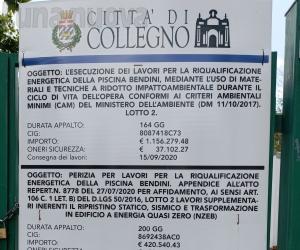 una nuova
CITTA' DI
COLLEGNO
OGGETTO: L'ESECUZIONE DEI LAVORI PER LA RIQUALIFICAZIONE
ENERGETICA DELLA PISCINA BENDINI, MEDIANTE L'USO DI MATE-
RIALI E TECNICHE A RIDOTTO IMPATTOAMBIENTALE DURANTE IL
CICLO DI VITA DELL'OPERA CONFORMI AI CRITERI AMBIENTALI
MINIMI (CAM) DEL MINISTERO DELL'AMBIENTE (DM 11/10/2017).
LOTTO 2.
DURATA APPALTO: 164 GG
CIG: 8087418C73
IMPORTO: € 1.156.279.48
ONERI SICUREZZA: € 37.102.27
Consegna dei lavori 15/09/2020
OGGETTO: PERIZIA PER LAVORI PER LA RIQUALIFICAZIONE
ENERGETICA DELLA PISCINA BENDINI, APPENDICE ALL'ATTO
REPERT.N. 8778 DEL 27/07/2020 PER AFFIDAMENTO, AI SENSI ART.
106 C. 1 LET. B) DEL D.LGS 50/2016, LOTTO 2 LAVORI SUPPLEMENTA-
RI INERENTI IL RIPRISTINO STATICO, SISMICO E TRASFORMAZIONE
IN EDIFICIO A ENERGIA QUASI ZERO (NZEB)
DURATA APPALTO: 200 GG
CIG: 8692438AC0
IMPORTO: € 420.540.43